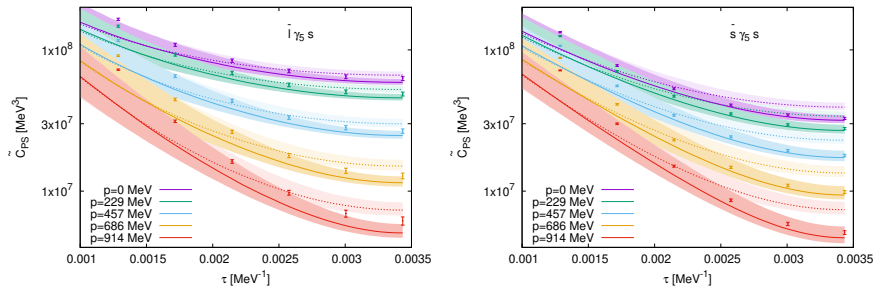 l̄ γ5 s
1x10^8
3x10^7
1x10^7
C̃PS [MeV^3]
p=0 MeV
p=229 MeV
p=457 MeV
p=686 MeV
p=914 MeV
0.001 0.0015 0.002 0.0025 0.003 0.0035
τ [MeV^-1]
s̄ γ5 s
1x10^8
3x10^7
1x10^7
C̃PS [MeV^3]
p=0 MeV
p=229 MeV
p=457 MeV
p=686 MeV
p=914 MeV
0.001 0.0015 0.002 0.0025 0.003 0.0035
τ [MeV^-1]